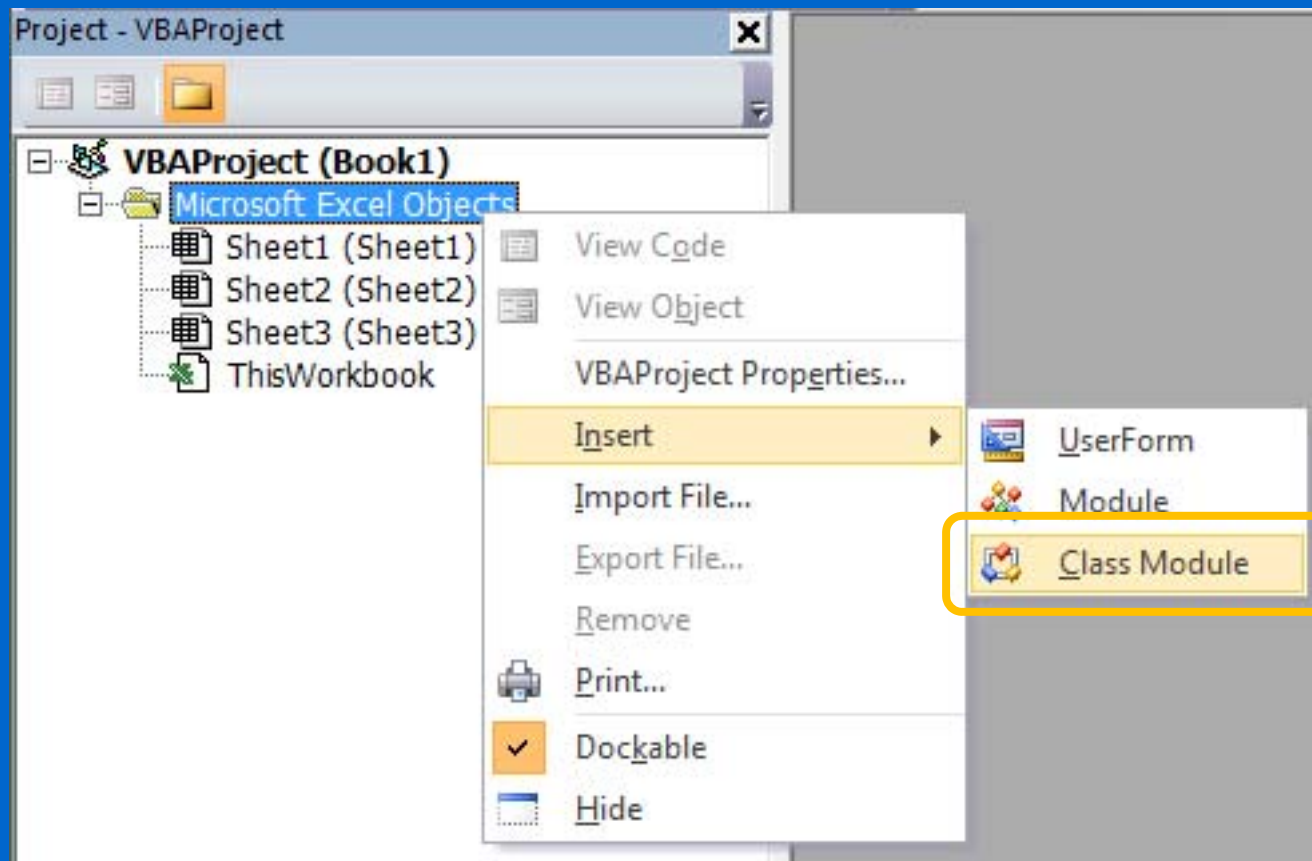 Project - VBAProject
VBAProject (Book1)
Microsoft Excel Objects
Sheet1 (Sheet1)
Sheet2 (Sheet2)
Sheet3 (Sheet3)
ThisWorkbook
View Code
View Object
VBAProject Properties...
Insert
Import File...
Export File...
Remove
Print...
Dockable
Hide
UserForm
Module
Class Module